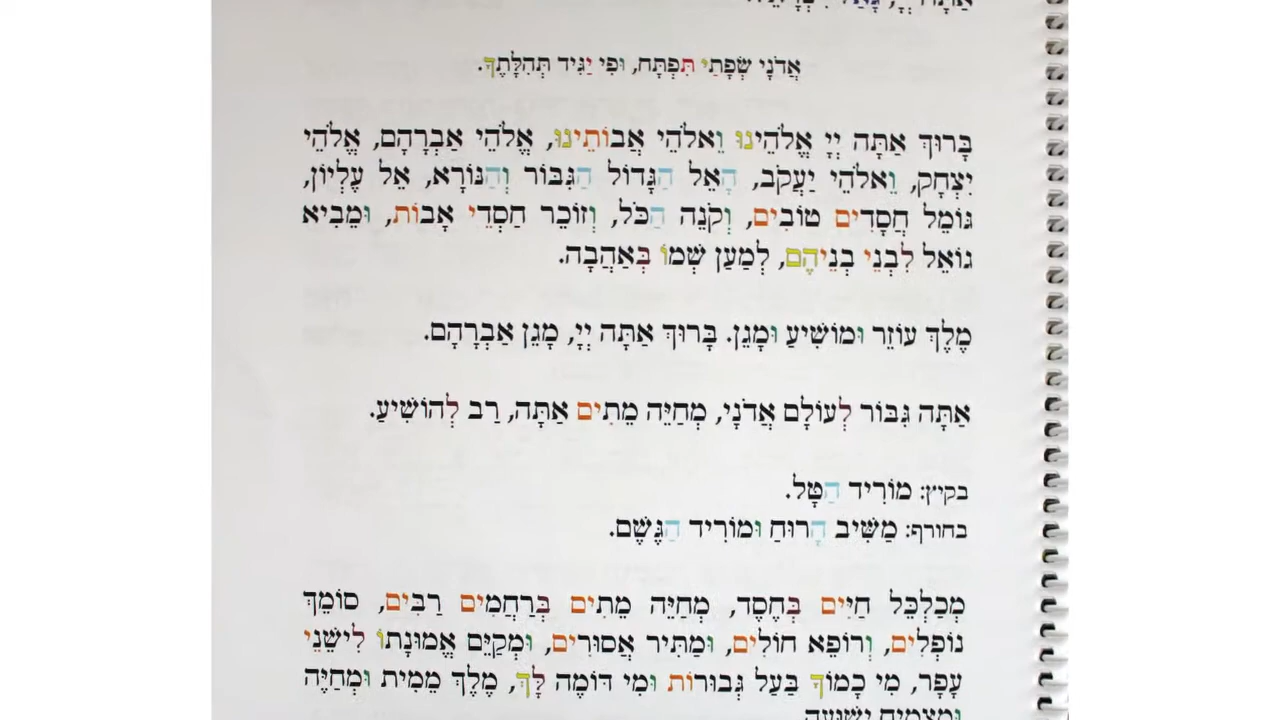 אֲדֹנָי שְׂפָתַי תִּפְתָּח, וּפִי יַגִּיד תְּהִלָּתֶךָ.
בָּרוּךְ אַתָּה יְיָ אֱלֹהֵינוּ וֵאלֹהֵי אֲבוֹתֵינוּ, אֱלֹהֵי אַבְרָהָם, אֱלֹהֵי
יִצְחָק, וֵאלֹהֵי יַעֲקֹב, הָאֵל הַגָּדוֹל הַגִּבּוֹר וְהַנּוֹרָא, אֵל עֶלְיוֹן,
גּוֹמֵל חֲסָדִים טוֹבִים, וְקֹנֵה הַכֹּל, וְזוֹכֵר חַסְדֵי אָבוֹת, וּמֵבִיא
גוֹאֵל לִבְנֵי בְנֵיהֶם, לְמַעַן שְׁמוֹ בְּאַהֲבָה.
מֶלֶךְ עוֹזֵר וּמוֹשִׁיעַ וּמָגֵן. בָּרוּךְ אַתָּה יְיָ, מָגֵן אַבְרָהָם.
אַתָּה גִּבּוֹר לְעוֹלָם אֲדֹנָי, מְחַיֵּה מֵתִים אַתָּה, רַב לְהוֹשִׁיעַ.
בקיץ: מוֹרִיד הַטָּל.
בחורף: מַשִּׁיב הָרוּחַ וּמוֹרִיד הַגֶּשֶׁם.
מְכַלְכֵּל חַיִּים בְּחֶסֶד, מְחַיֵּה מֵתִים בְּרַחֲמִים רַבִּים, סוֹמֵךְ
נוֹפְלִים, וְרוֹפֵא חוֹלִים, וּמַתִּיר אֲסוּרִים, וּמְקַיֵּם אֱמוּנָתוֹ לִישֵׁנֵי
עָפָר, מִי כָמוֹךָ בַּעַל גְּבוּרוֹת וּמִי דּוֹמֶה לָּךְ, מֶלֶךְ מֵמִית וּמְחַיֶּה